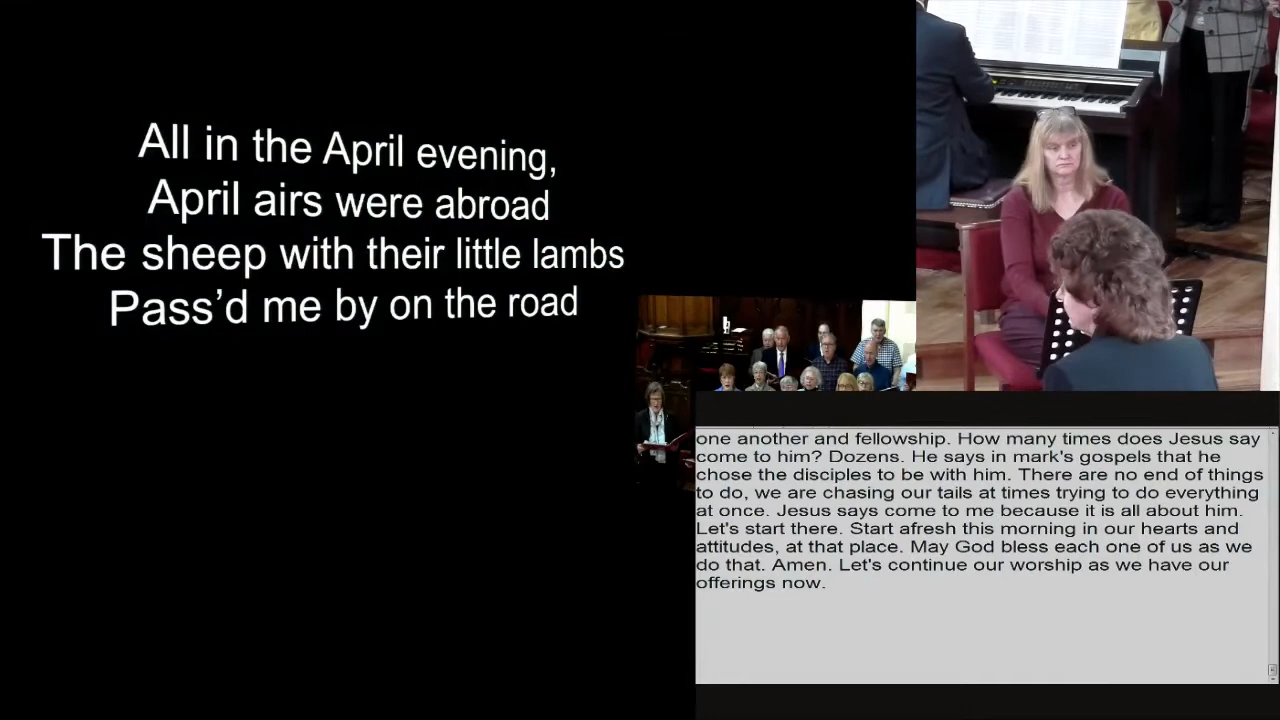 All in the April evening,
April airs were abroad
The sheep with their little lambs
Pass’d me by on the road
one another and fellowship. How many times does Jesus say
come to him? Dozens. He says in mark's gospels that he
chose the disciples to be with him. There are no end of things
to do, we are chasing our tails at times trying to do everything
at once. Jesus says come to me because it is all about him.
Let's start there. Start afresh this morning in our hearts and
attitudes, at that place. May God bless each one of us as we
do that. Amen. Let's continue our worship as we have our
offerings now.